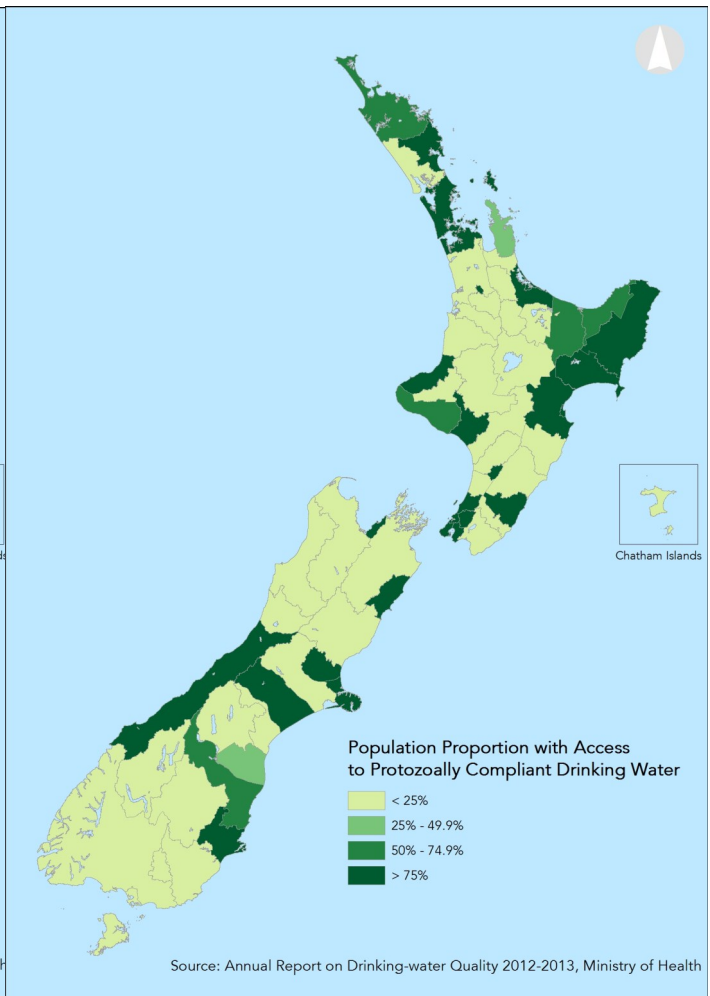 Chatham Islands
Population Proportion with Access
to Protozoally Compliant Drinking Water
< 25%
25% - 49.9%
50% - 74.9%
> 75%
Source: Annual Report on Drinking-water Quality 2012-2013, Ministry of Health